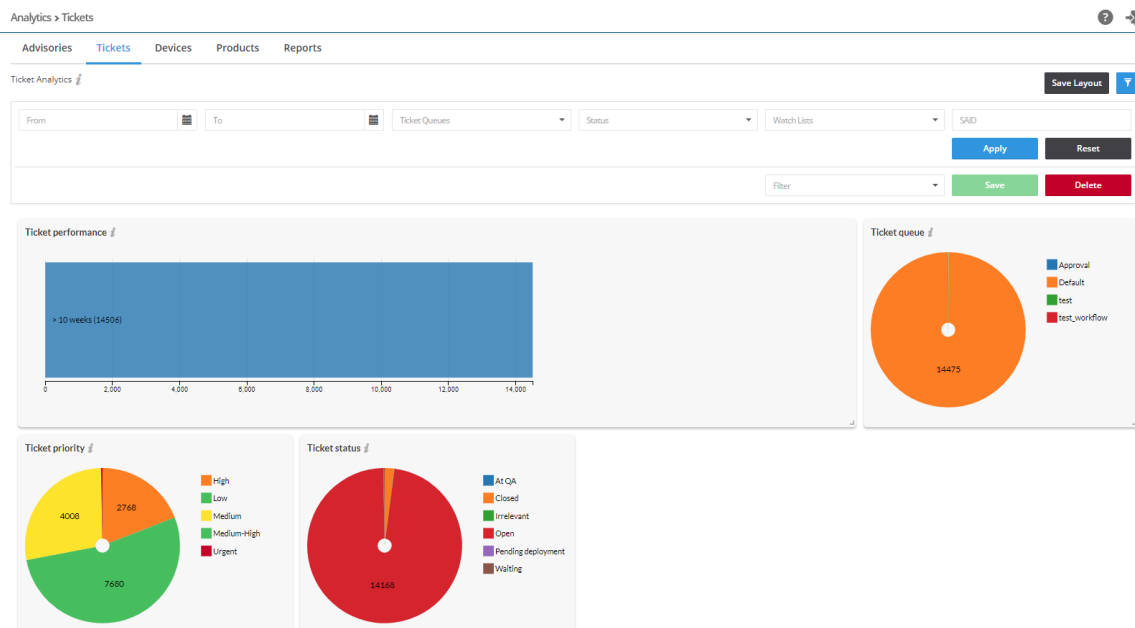 Analytics > Tickets
Advisories Tickets Devices Products Reports
Ticket Analytics
Save Layout
From To Ticket Queues Status Watch Lists SAID
Apply Reset
Filter Save Delete
Ticket performance
> 10 weeks (14506)
0 2,000 4,000 6,000 8,000 10,000 12,000 14,000
Ticket queue
14475
Approval
Default
test
test_workflow
Ticket priority
2768
4008
7680
High
Low
Medium
Medium-High
Urgent
Ticket status
14168
At QA
Closed
Irrelevant
Open
Pending deployment
Waiting